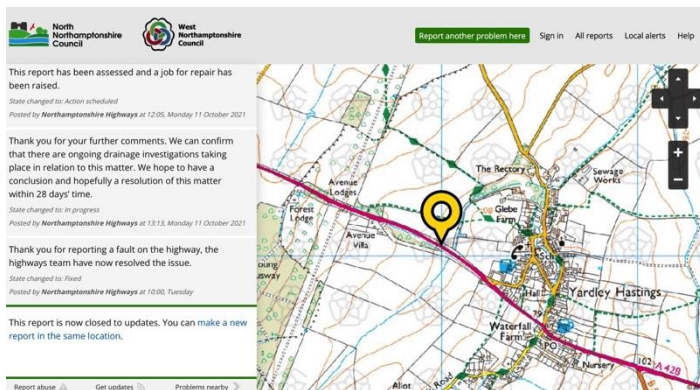 North
Northamptonshire
Council
West
Northamptonshire
Council
Report another problem here
Sign in
All reports
Local alerts
Help
This report has been assessed and a job for repair has
been raised.
State changed to: Action scheduled
Posted by Northamptonshire Highways at 12:05, Monday 11 October 2021
Thank you for your further comments. We can confirm
that there are ongoing drainage investigations taking
place in relation to this matter. We hope to have a
conclusion and hopefully a resolution of this matter
within 28 days' time.
State changed to: In progress
Posted by Northamptonshire Highways at 13:13, Monday 11 October 2021
Thank you for reporting a fault on the highway, the
highways team have now resolved the issue.
State changed to: Fixed
Posted by Northamptonshire Highways at 10:00, Tuesday
This report is now closed to updates. You can make a new
report in the same location.
Report abuse
Get updates
Problems nearby
The Rectory
Sewage
Works
Avenue
Lodges
Forest
Lodge
Glebe
Farm
Avenue
Villa
Hall
Yardley Hastings
79
Waterfall
Farm
PO
Nursery
102
A 428
Road
Allot